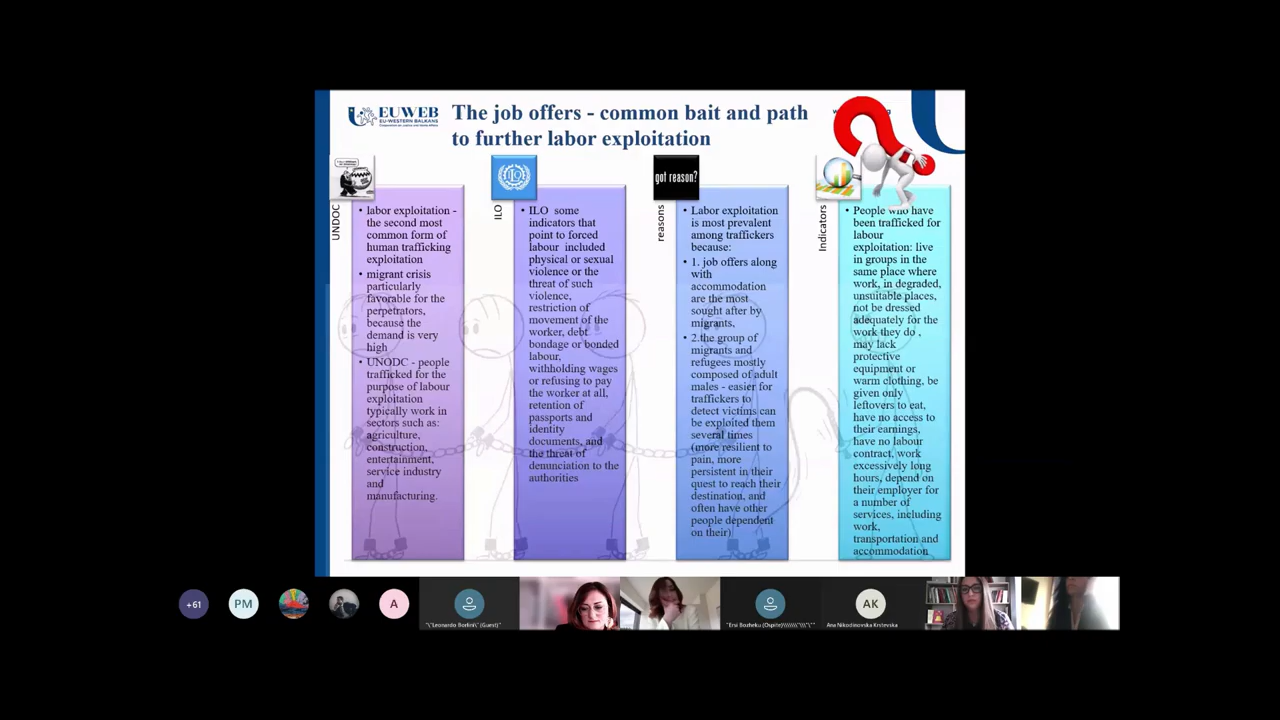 EUWEB
EU-WESTERN BALKANS
The job offers - common bait and path
to further labor exploitation
UNDOC
• labor exploitation -
the second most
common form of
human trafficking
exploitation
• migrant crisis
particularly
favorable for the
perpetrators,
because the
demand is very
high
• UNODC - people
trafficked for the
purpose of labour
exploitation
typically work in
sectors such as:
agriculture,
construction,
entertainment,
service industry
and
manufacturing.
ILO
• ILO some
indicators that
point to forced
labour included
physical or sexual
violence or the
threat of such
violence,
restriction of
movement of the
worker, debt
bondage or bonded
labour,
withholding wages
or refusing to pay
the worker at all,
retention of
passports and
identity
documents, and
the threat of
denunciation to the
authorities
got reason?
reasons
• Labor exploitation
is most prevalent
among traffickers
because:
• 1. job offers along
with
accommodation
are the most
sought after by
migrants,
• 2.the group of
migrants and
refugees mostly
composed of adult
males - easier for
traffickers to
detect victims can
be exploited them
several times
(more resilient to
pain, more
persistent in their
quest to reach their
destination, and
often have other
people dependent
on their)
Indicators
• People who have
been trafficked for
labour
exploitation: live
in groups in the
same place where
work, in degraded,
unsuitable places,
not be dressed
adequately for the
work they do ,
may lack
protective
equipment or
warm clothing, be
given only
leftovers to eat,
have no access to
their earnings,
have no labour
contract, work
excessively long
hours, depend on
their employer for
a number of
services, including
work,
transportation and
accommodation
+61
PM
A
AK
Ana Nikodinovska Krstevska